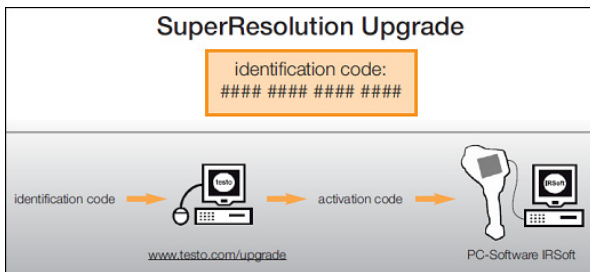 SuperResolution Upgrade
identification code:
#### #### #### ####
identification code
testo
activation code
IRSoft
www.testo.com/upgrade
PC-Software IRSoft